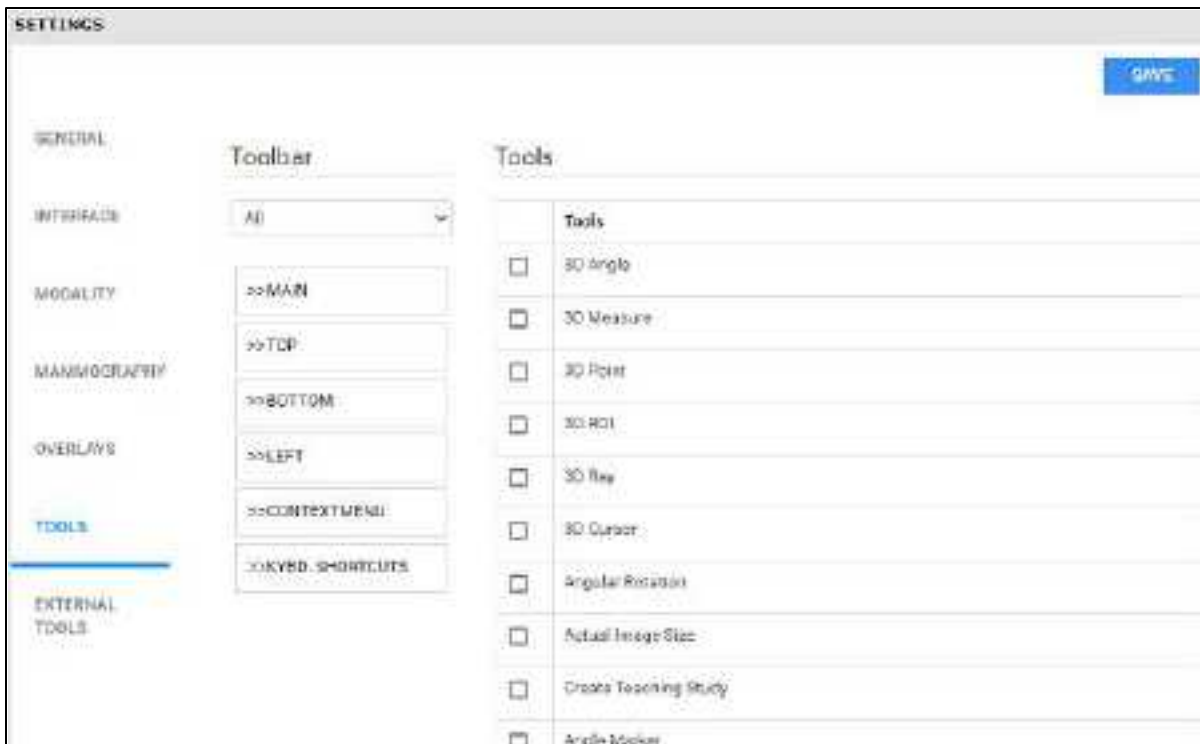 SETTINGS
SAVE
GENERAL
INTERFACE
MODALITY
MAMMOGRAPHY
OVERLAYS
TOOLS
EXTERNAL
TOOLS
Toolbar
All
>>MAIN
>>TOP
>>BOTTOM
>>LEFT
>>CONTEXTMENU
>>KYBD. SHORTCUTS
Tools
Tools
3D Angle
3D Measure
3D Point
3D ROI
3D Ray
3D Cursor
Angular Rotation
Actual Image Size
Create Teaching Study
Angle Marker